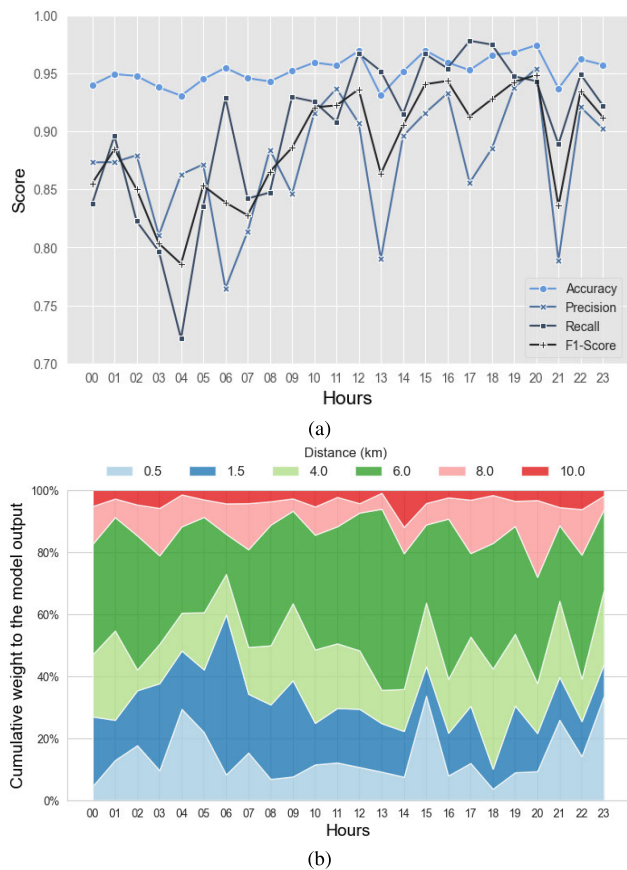 1.00
0.95
0.90
0.85
0.80
0.75
0.70
Score
Accuracy
Precision
Recall
F1-Score
00 01 02 03 04 05 06 07 08 09 10 11 12 13 14 15 16 17 18 19 20 21 22 23
Hours
(a)
Distance (km)
0.5 1.5 4.0 6.0 8.0 10.0
100%
80%
60%
40%
20%
0%
Cumulative weight to the model output
00 01 02 03 04 05 06 07 08 09 10 11 12 13 14 15 16 17 18 19 20 21 22 23
Hours
(b)